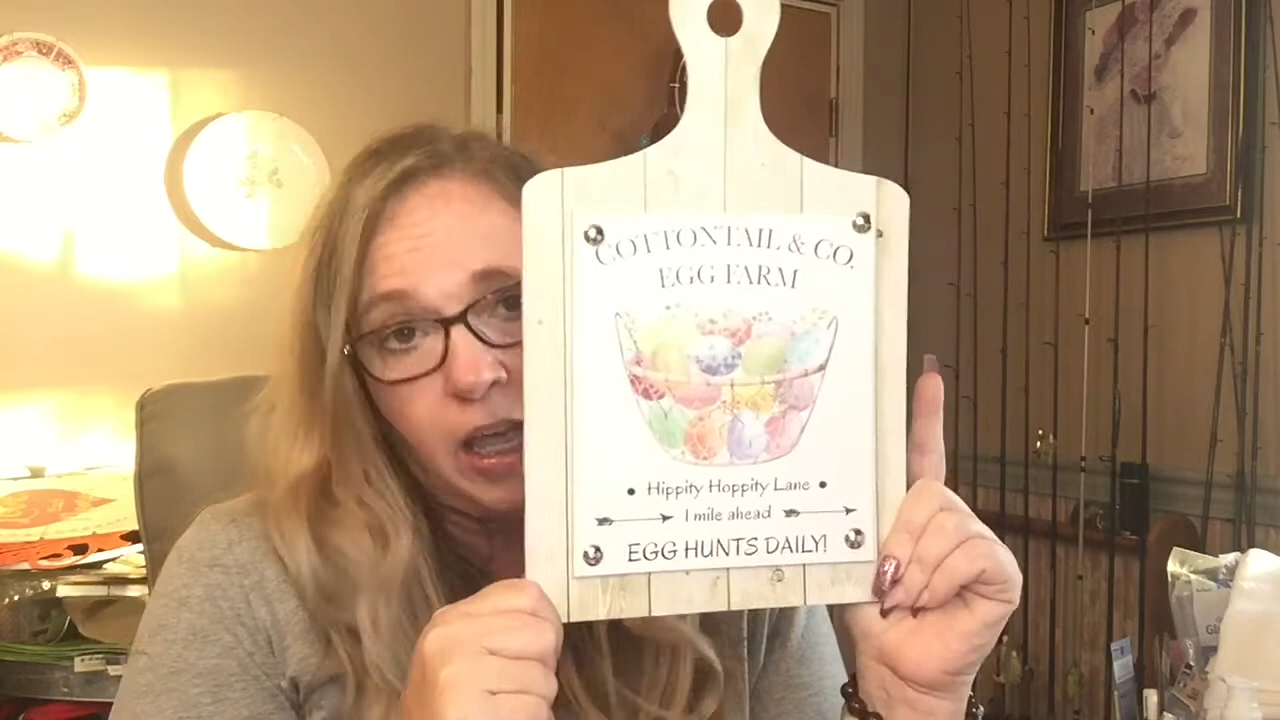 COTTONTAIL & CO.
EGG FARM
• Hippity Hoppity Lane •
1 mile ahead
EGG HUNTS DAILY!